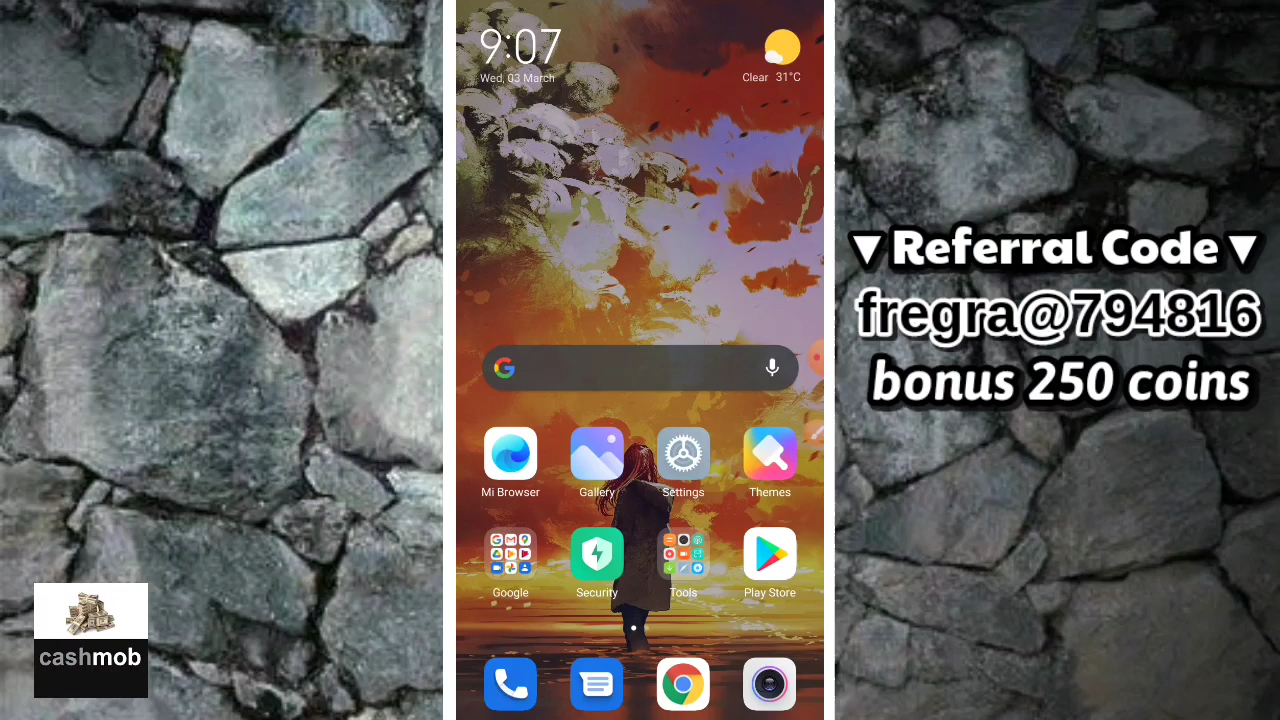 9:07
Wed, 03 March
Clear 31°C
Mi Browser
Gallery
Settings
Themes
Google
Security
Tools
Play Store
▼Referral Code▼
fregra@794816
bonus 250 coins
cashmob